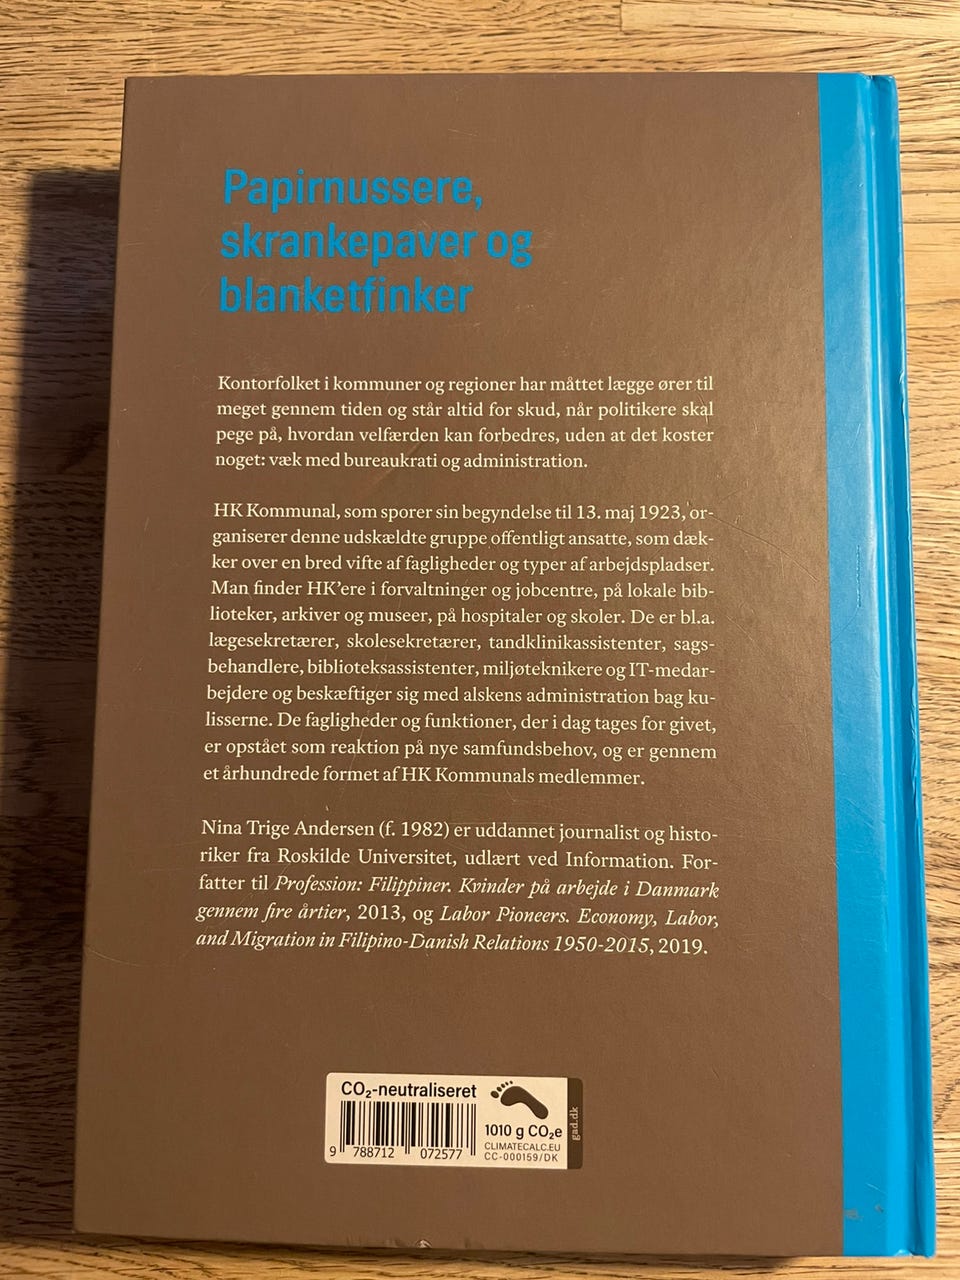 Papirnussere,
skrankepaver og
blanketfinker
Kontorfolket i kommuner og regioner har måttet lægge ører til
meget gennem tiden og står altid for skud, når politikere skal
pege på, hvordan velfærden kan forbedres, uden at det koster
noget: væk med bureaukrati og administration.
HK Kommunal, som sporer sin begyndelse til 13. maj 1923, or-
ganiserer denne udskældte gruppe offentligt ansatte, som dæk-
ker over en bred vifte af fagligheder og typer af arbejdspladser.
Man finder HK'ere i forvaltninger og jobcentre, på lokale bib-
lioteker, arkiver og museer, på hospitaler og skoler. De er bl.a.
lægesekretærer, skolesekretærer, tandklinikassistenter, sags-
behandlere, biblioteksassistenter, miljøteknikere og IT-medar-
bejdere og beskæftiger sig med alskens administration bag ku-
lisserne. De fagligheder og funktioner, der i dag tages for givet,
er opstået som reaktion på nye samfundsbehov, og er gennem
et århundrede formet af HK Kommunals medlemmer.
Nina Trige Andersen (f. 1982) er uddannet journalist og histo-
riker fra Roskilde Universitet, udlært ved Information. For-
fatter til Profession: Filippiner. Kvinder på arbejde i Danmark
gennem fire årtier, 2013, og Labor Pioneers. Economy, Labor,
and Migration in Filipino-Danish Relations 1950-2015, 2019.
CO₂-neutraliseret
1010 g CO₂e
CLIMATECALC.EU
CC-000159/DK
gad.dk
9 788712 072577